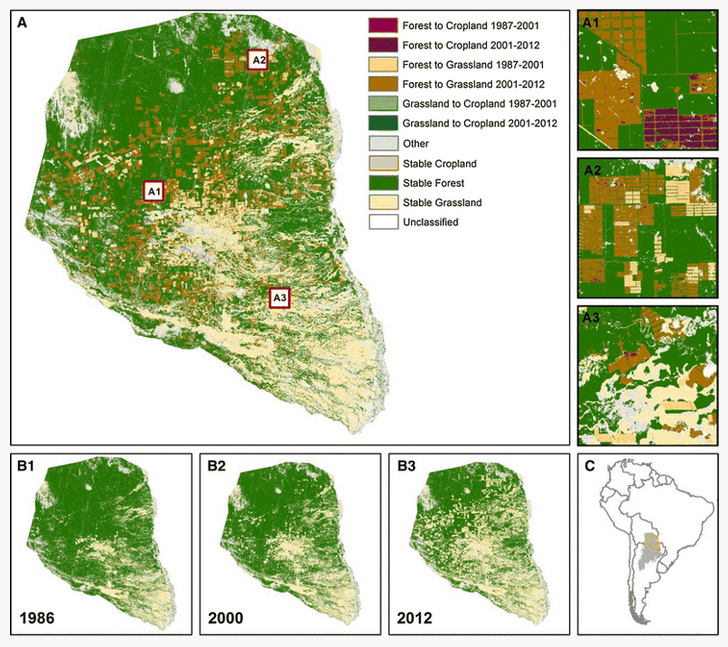 A
A2
A1
A3
Forest to Cropland 1987-2001
Forest to Cropland 2001-2012
Forest to Grassland 1987-2001
Forest to Grassland 2001-2012
Grassland to Cropland 1987-2001
Grassland to Cropland 2001-2012
Other
Stable Cropland
Stable Forest
Stable Grassland
Unclassified
A1
A2
A3
B1
1986
B2
2000
B3
2012
C